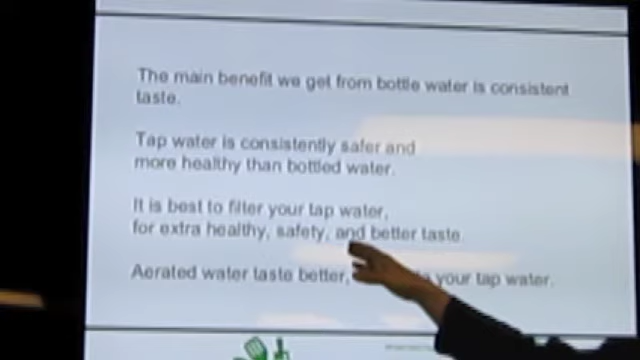 The main benefit we get from bottle water is consistent
taste.
Tap water is consistently safer and
more healthy than bottled water.
It is best to filter your tap water,
for extra healthy, safety, and better taste.
Aerated water taste better, your tap water.